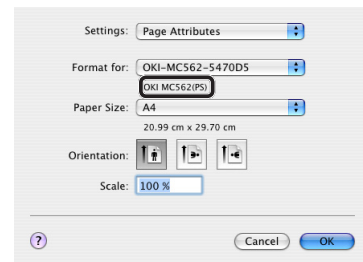 Settings: Page Attributes
Format for: OKI-MC562-5470D5
OKI MC562(PS)
Paper Size: A4
20.99 cm x 29.70 cm
Orientation:
Scale: 100 %
? Cancel OK